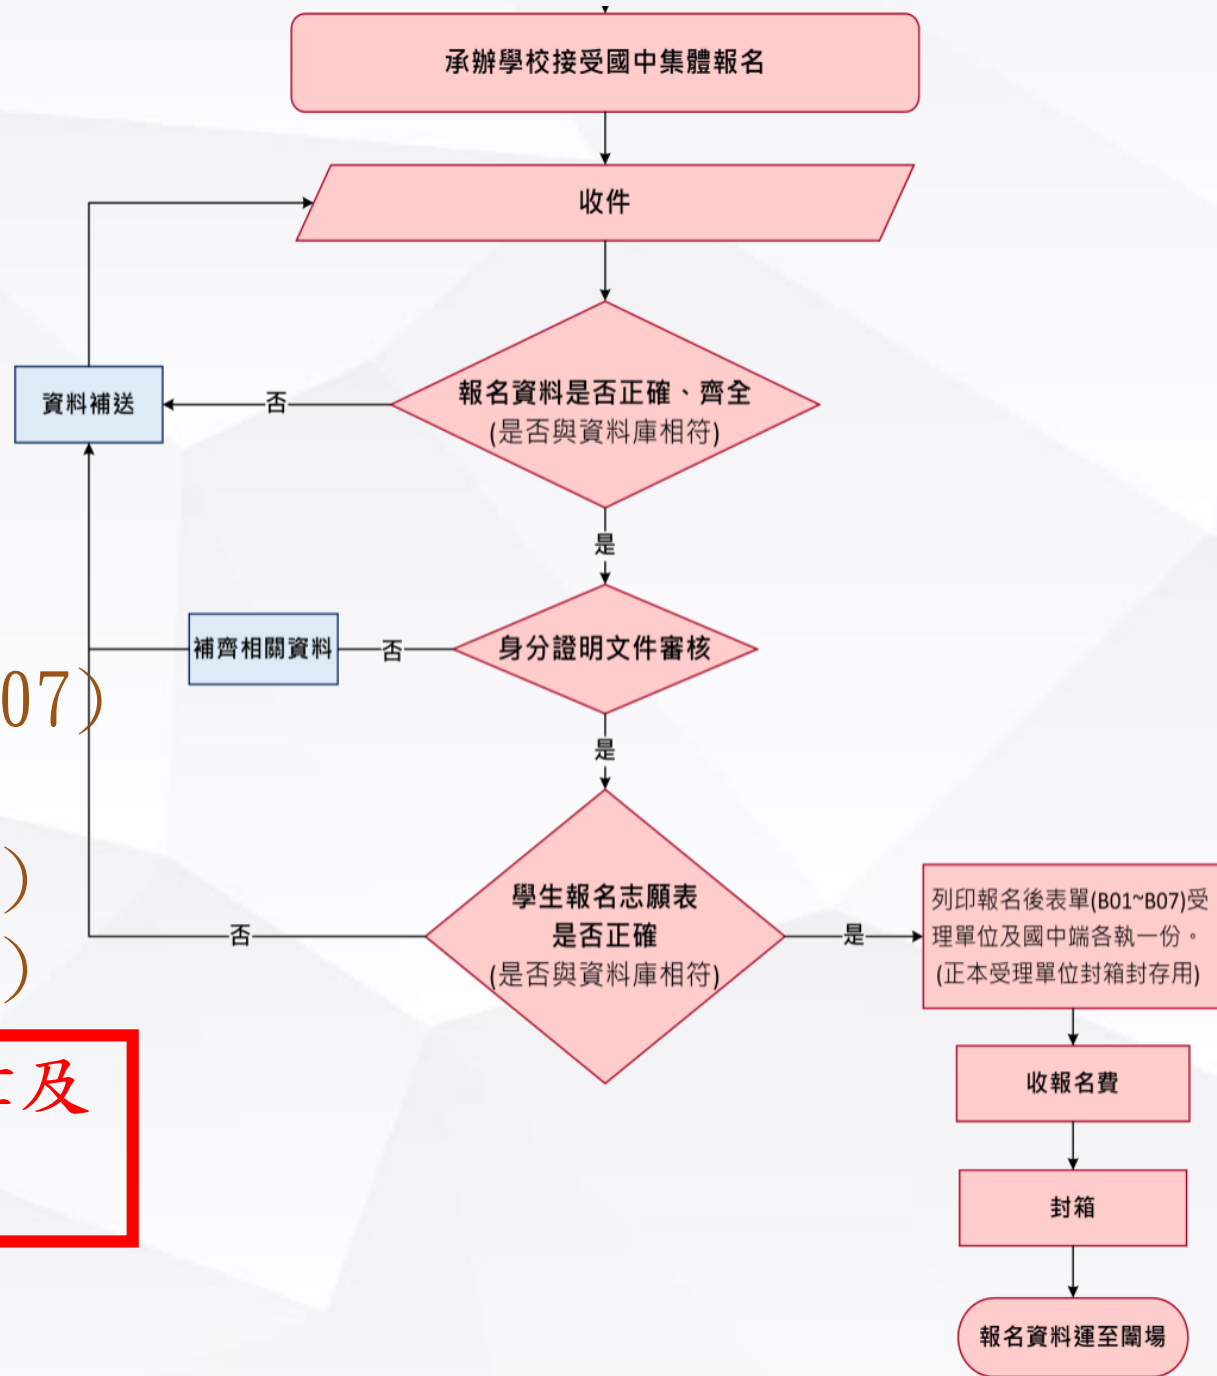 承辦學校接受國中集體報名
收件
報名資料是否正確、齊全
(是否與資料庫相符)
否
資料補送
是
身分證明文件審核
否
補齊相關資料
是
07)
學生報名志願表
是否正確
(是否與資料庫相符)
否
是
)
)
列印報名後表單(B01~B07)受
理單位及國中端各執一份。
(正本受理單位封箱封存用)
及
收報名費
封箱
報名資料運至闈場